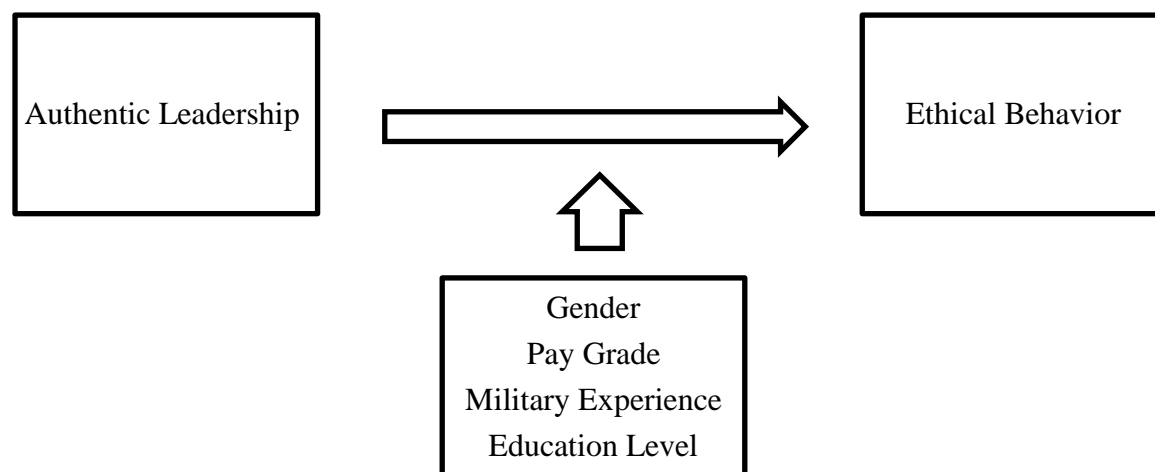 Authentic Leadership
Ethical Behavior
Gender
Pay Grade
Military Experience
Education Level